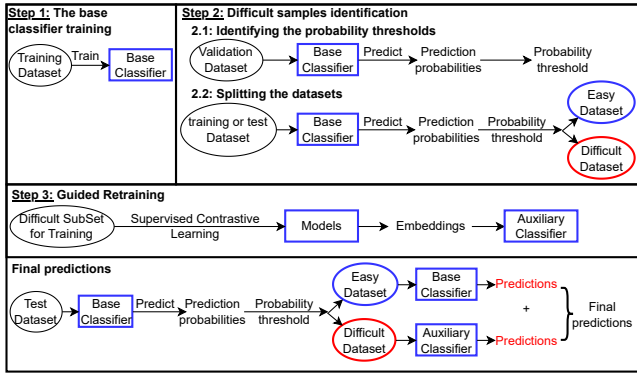 Step 1: The base
classifier training
Training
Dataset
Train
Base
Classifier
Step 2: Difficult samples identification
2.1: Identifying the probability thresholds
Validation
Dataset
Base
Classifier
Predict
Prediction
probabilities
Probability
threshold
2.2: Splitting the datasets
training or test
Dataset
Base
Classifier
Predict
Prediction
probabilities
Probability
threshold
Easy
Dataset
Difficult
Dataset
Step 3: Guided Retraining
Difficult SubSet
for Training
Supervised Contrastive
Learning
Models
Embeddings
Auxiliary
Classifier
Final predictions
Test
Dataset
Base
Classifier
Predict
Prediction
probabilities
Probability
threshold
Easy
Dataset
Base
Classifier
Predictions
+
Difficult
Dataset
Auxiliary
Classifier
Predictions
Final
predictions